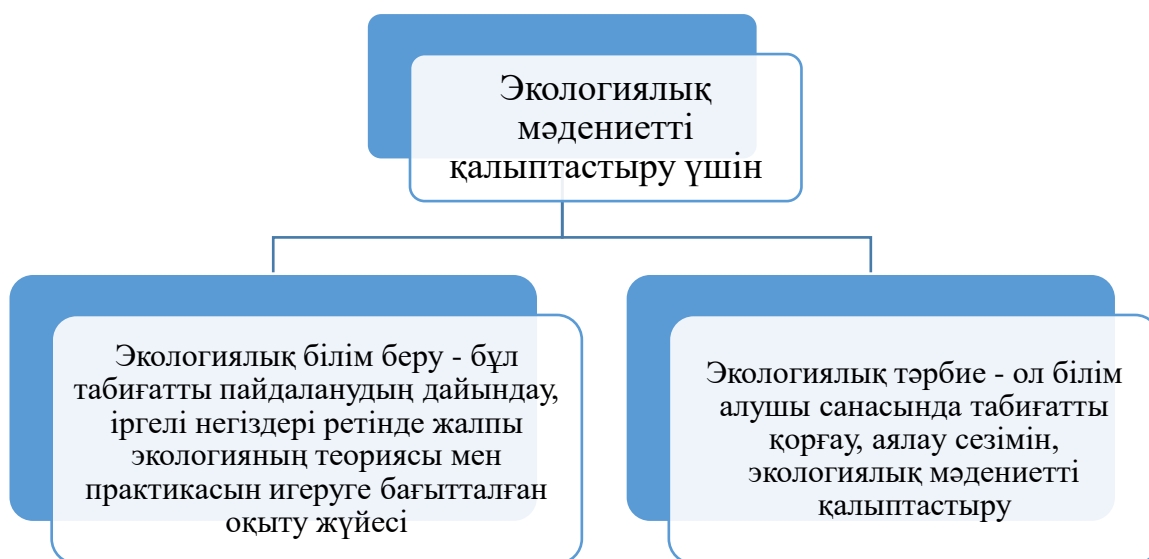 Экологиялық
мәдениетті
қалыптастыру үшін
Экологиялық білім беру - бұл
табиғатты пайдаланудың дайындау,
іргелі негіздері ретінде жалпы
экологияның теориясы мен
практикасын игеруге бағытталған
оқыту жүйесі
Экологиялық тәрбие - ол білім
алушы санасында табиғатты
қорғау, аялау сезімін,
экологиялық мәдениетті
қалыптастыру